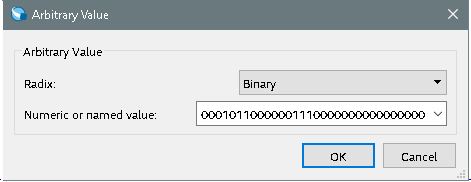 Arbitrary Value
Arbitrary Value
Radix:
Binary
Numeric or named value:
00010110000001110000000000000000
OK
Cancel